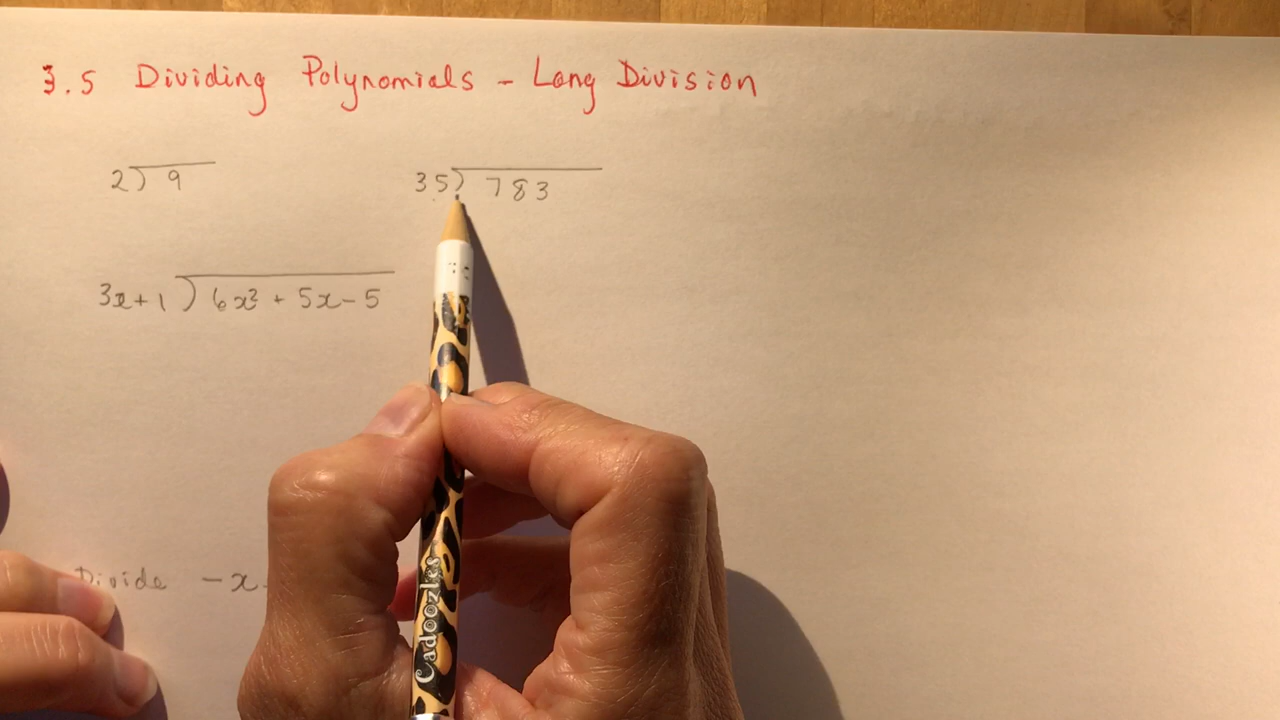 3.5 Dividing Polynomials - Long Division
2) 9
35) 783
3x+1 ) 6x² + 5x - 5
Divide -x
Cadoozles